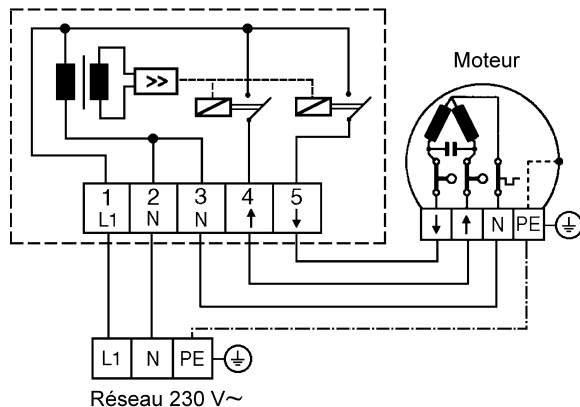 Moteur
>>
1 2 3 4 5
L1 N N ↑ ↓
↓ ↑ N PE
L1 N PE
Réseau 230 V~